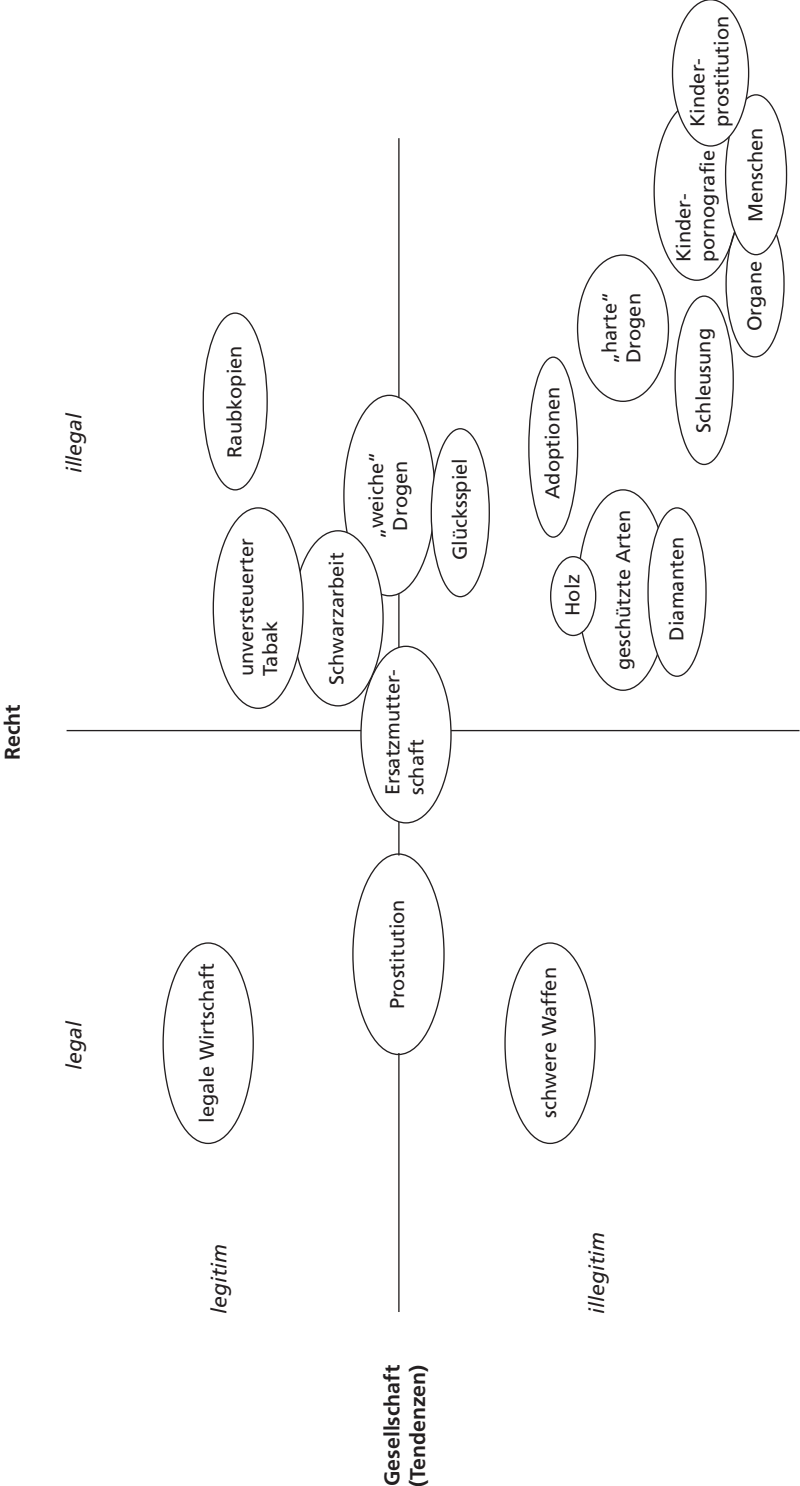 Recht
legal
illegal
Gesellschaft
(Tendenzen)
legitim
illegitim
legale Wirtschaft
Raubkopien
unversteuerter
Tabak
Schwarzarbeit
„weiche“
Drogen
Prostitution
Ersatzmutter-
schaft
Glücksspiel
schwere Waffen
Adoptionen
Holz
geschützte Arten
„harte“
Drogen
Diamanten
Schleusung
Kinder-
pornografie
Kinder-
prostitution
Organe
Menschen